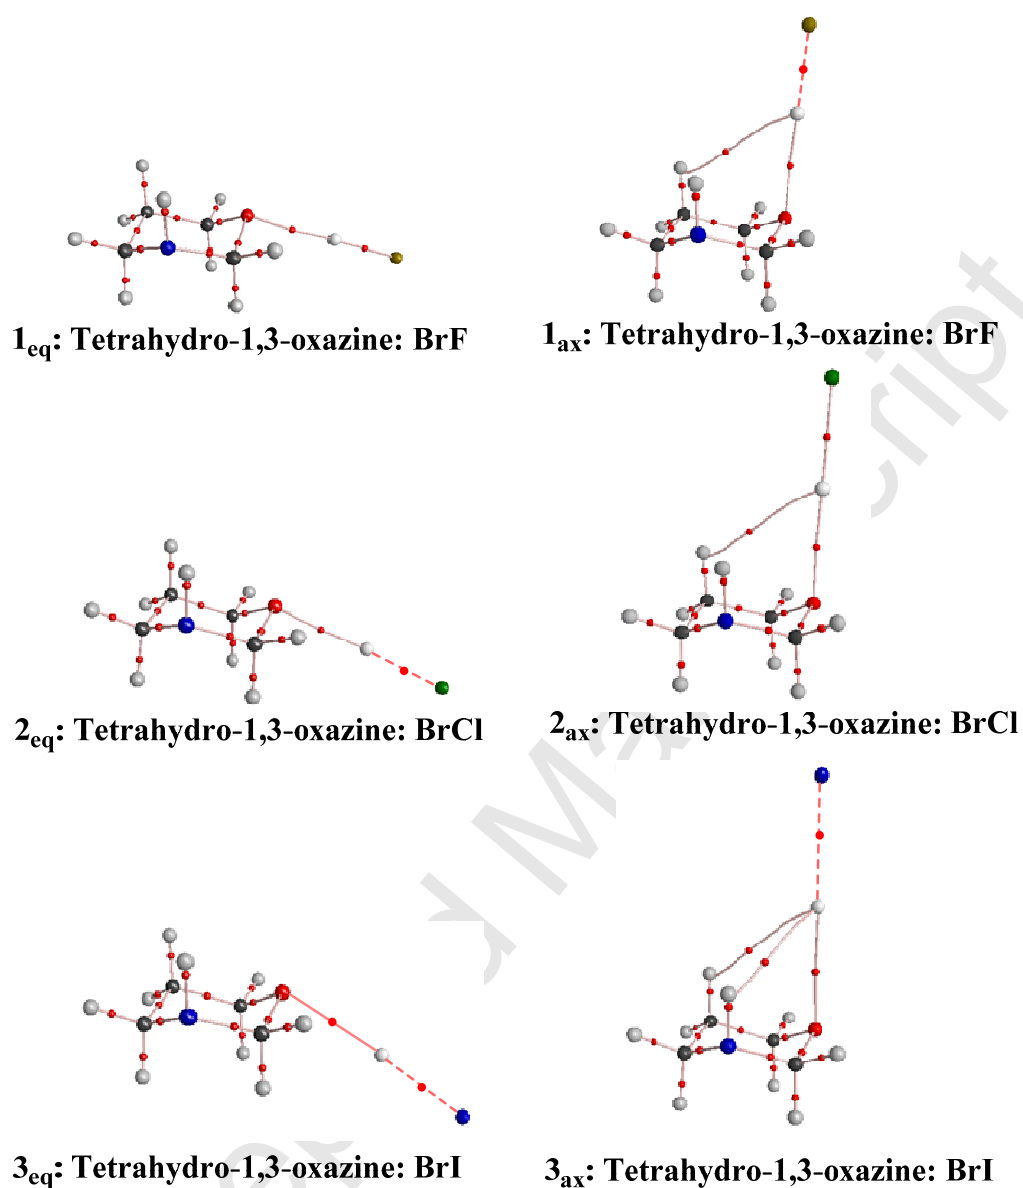 1eq: Tetrahydro-1,3-oxazine: BrF
1ax: Tetrahydro-1,3-oxazine: BrF
2eq: Tetrahydro-1,3-oxazine: BrCl
2ax: Tetrahydro-1,3-oxazine: BrCl
3eq: Tetrahydro-1,3-oxazine: BrI
3ax: Tetrahydro-1,3-oxazine: BrI